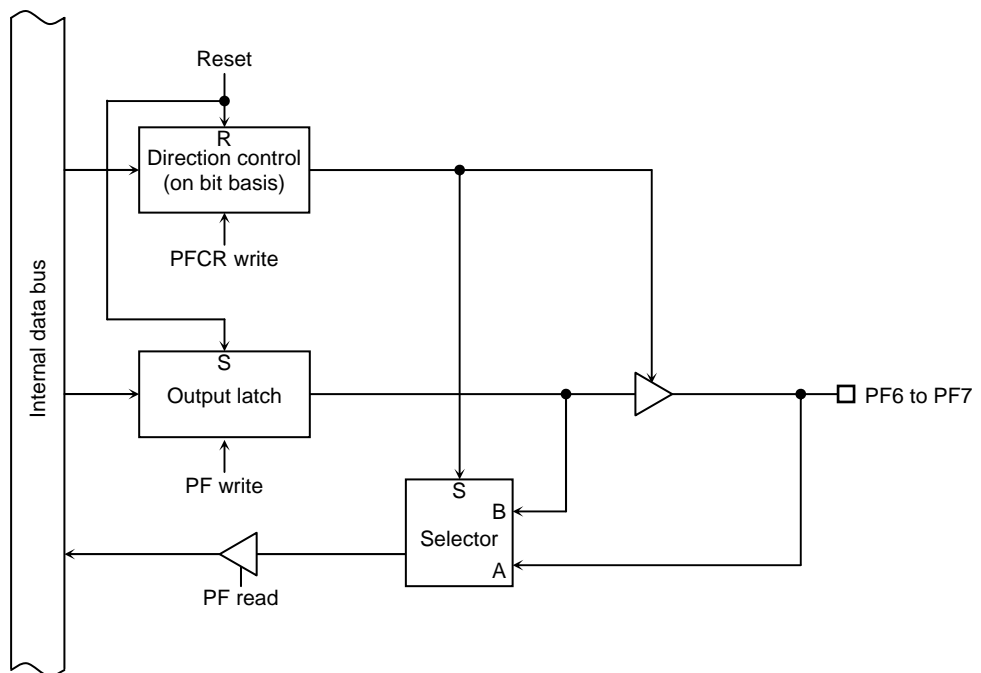 Reset
R
Direction control
(on bit basis)
PFCR write
Internal data bus
S
Output latch
PF6 to PF7
PF write
S
B
Selector
A
PF read